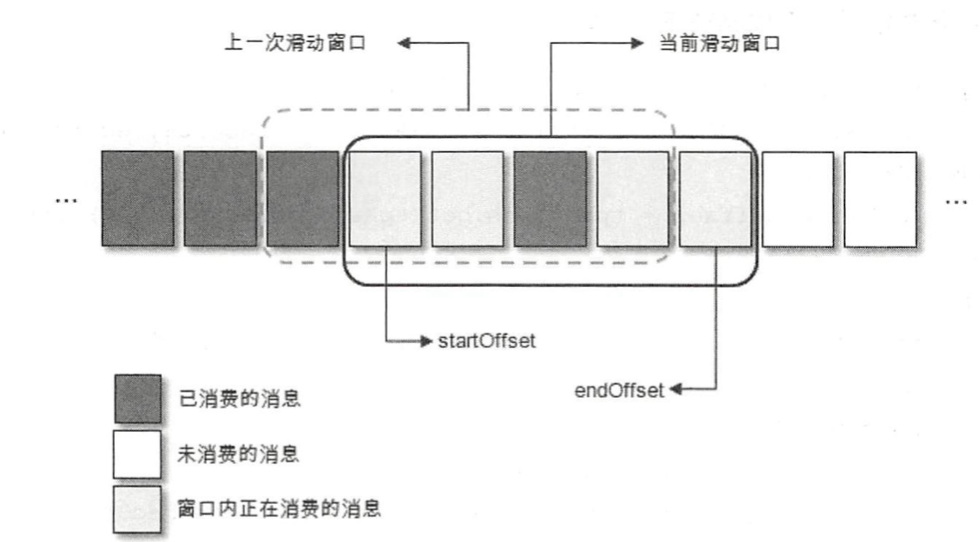 上一次滑动窗口 当前滑动窗口
... ...
startOffset
endOffset
已消费的消息
未消费的消息
窗口内正在消费的消息